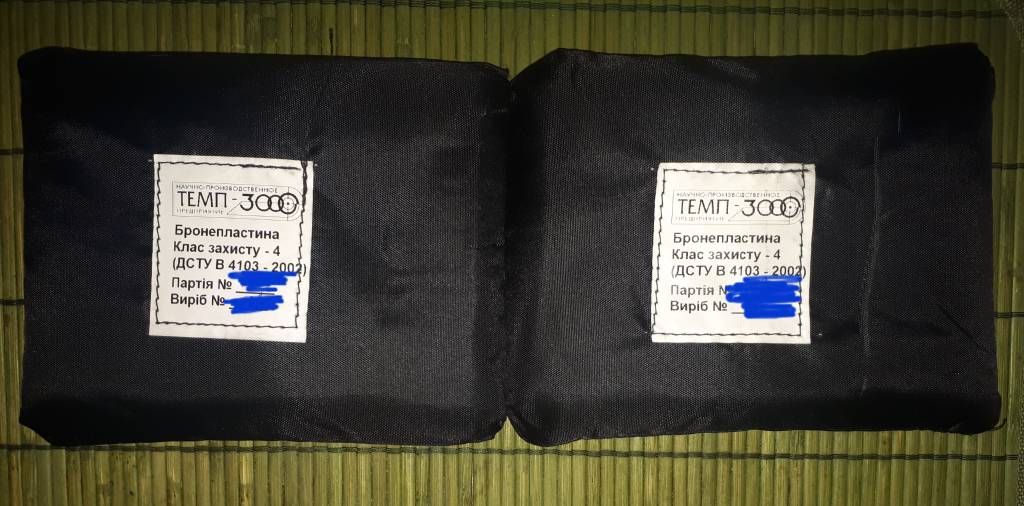 НАУЧНО-ПРОИЗВОДСТВЕННОЕ
ТЕМП-3000
ПРЕДПРИЯТИЕ
Бронепластина
Клас захисту - 4
(ДСТУ В 4103 - 2002)
Партія №
Виріб №
НАУЧНО-ПРОИЗВОДСТВЕННОЕ
ТЕМП-3000
ПРЕДПРИЯТИЕ
Бронепластина
Клас захисту - 4
(ДСТУ В 4103 - 2002)
Партія №
Виріб №